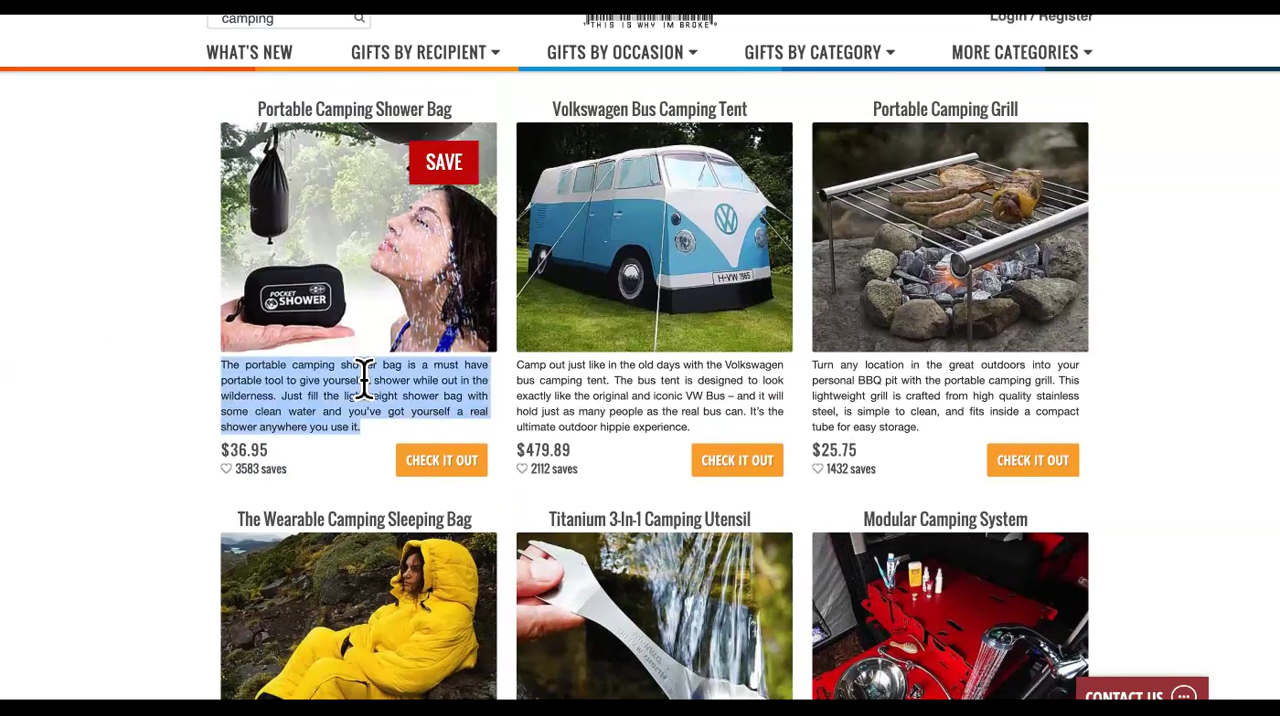 camping
"THIS IS WHY IM BROKE"
Login / Register
WHAT'S NEW
GIFTS BY RECIPIENT
GIFTS BY OCCASION
GIFTS BY CATEGORY
MORE CATEGORIES
Portable Camping Shower Bag
SAVE
POCKET
SHOWER
The portable camping shower bag is a must have
portable tool to give yourself a shower while out in the
wilderness. Just fill the lightweight shower bag with
some clean water and you've got yourself a real
shower anywhere you use it.
$36.95
3583 saves
CHECK IT OUT
Volkswagen Bus Camping Tent
H-VW 1965
Camp out just like in the old days with the Volkswagen
bus camping tent. The bus tent is designed to look
exactly like the original and iconic VW Bus – and it will
hold just as many people as the real bus can. It's the
ultimate outdoor hippie experience.
$479.89
2112 saves
CHECK IT OUT
Portable Camping Grill
Turn any location in the great outdoors into your
personal BBQ pit with the portable camping grill. This
lightweight grill is crafted from high quality stainless
steel, is simple to clean, and fits inside a compact
tube for easy storage.
$25.75
1432 saves
CHECK IT OUT
The Wearable Camping Sleeping Bag
Titanium 3-In-1 Camping Utensil
Modular Camping System
CONTACT US